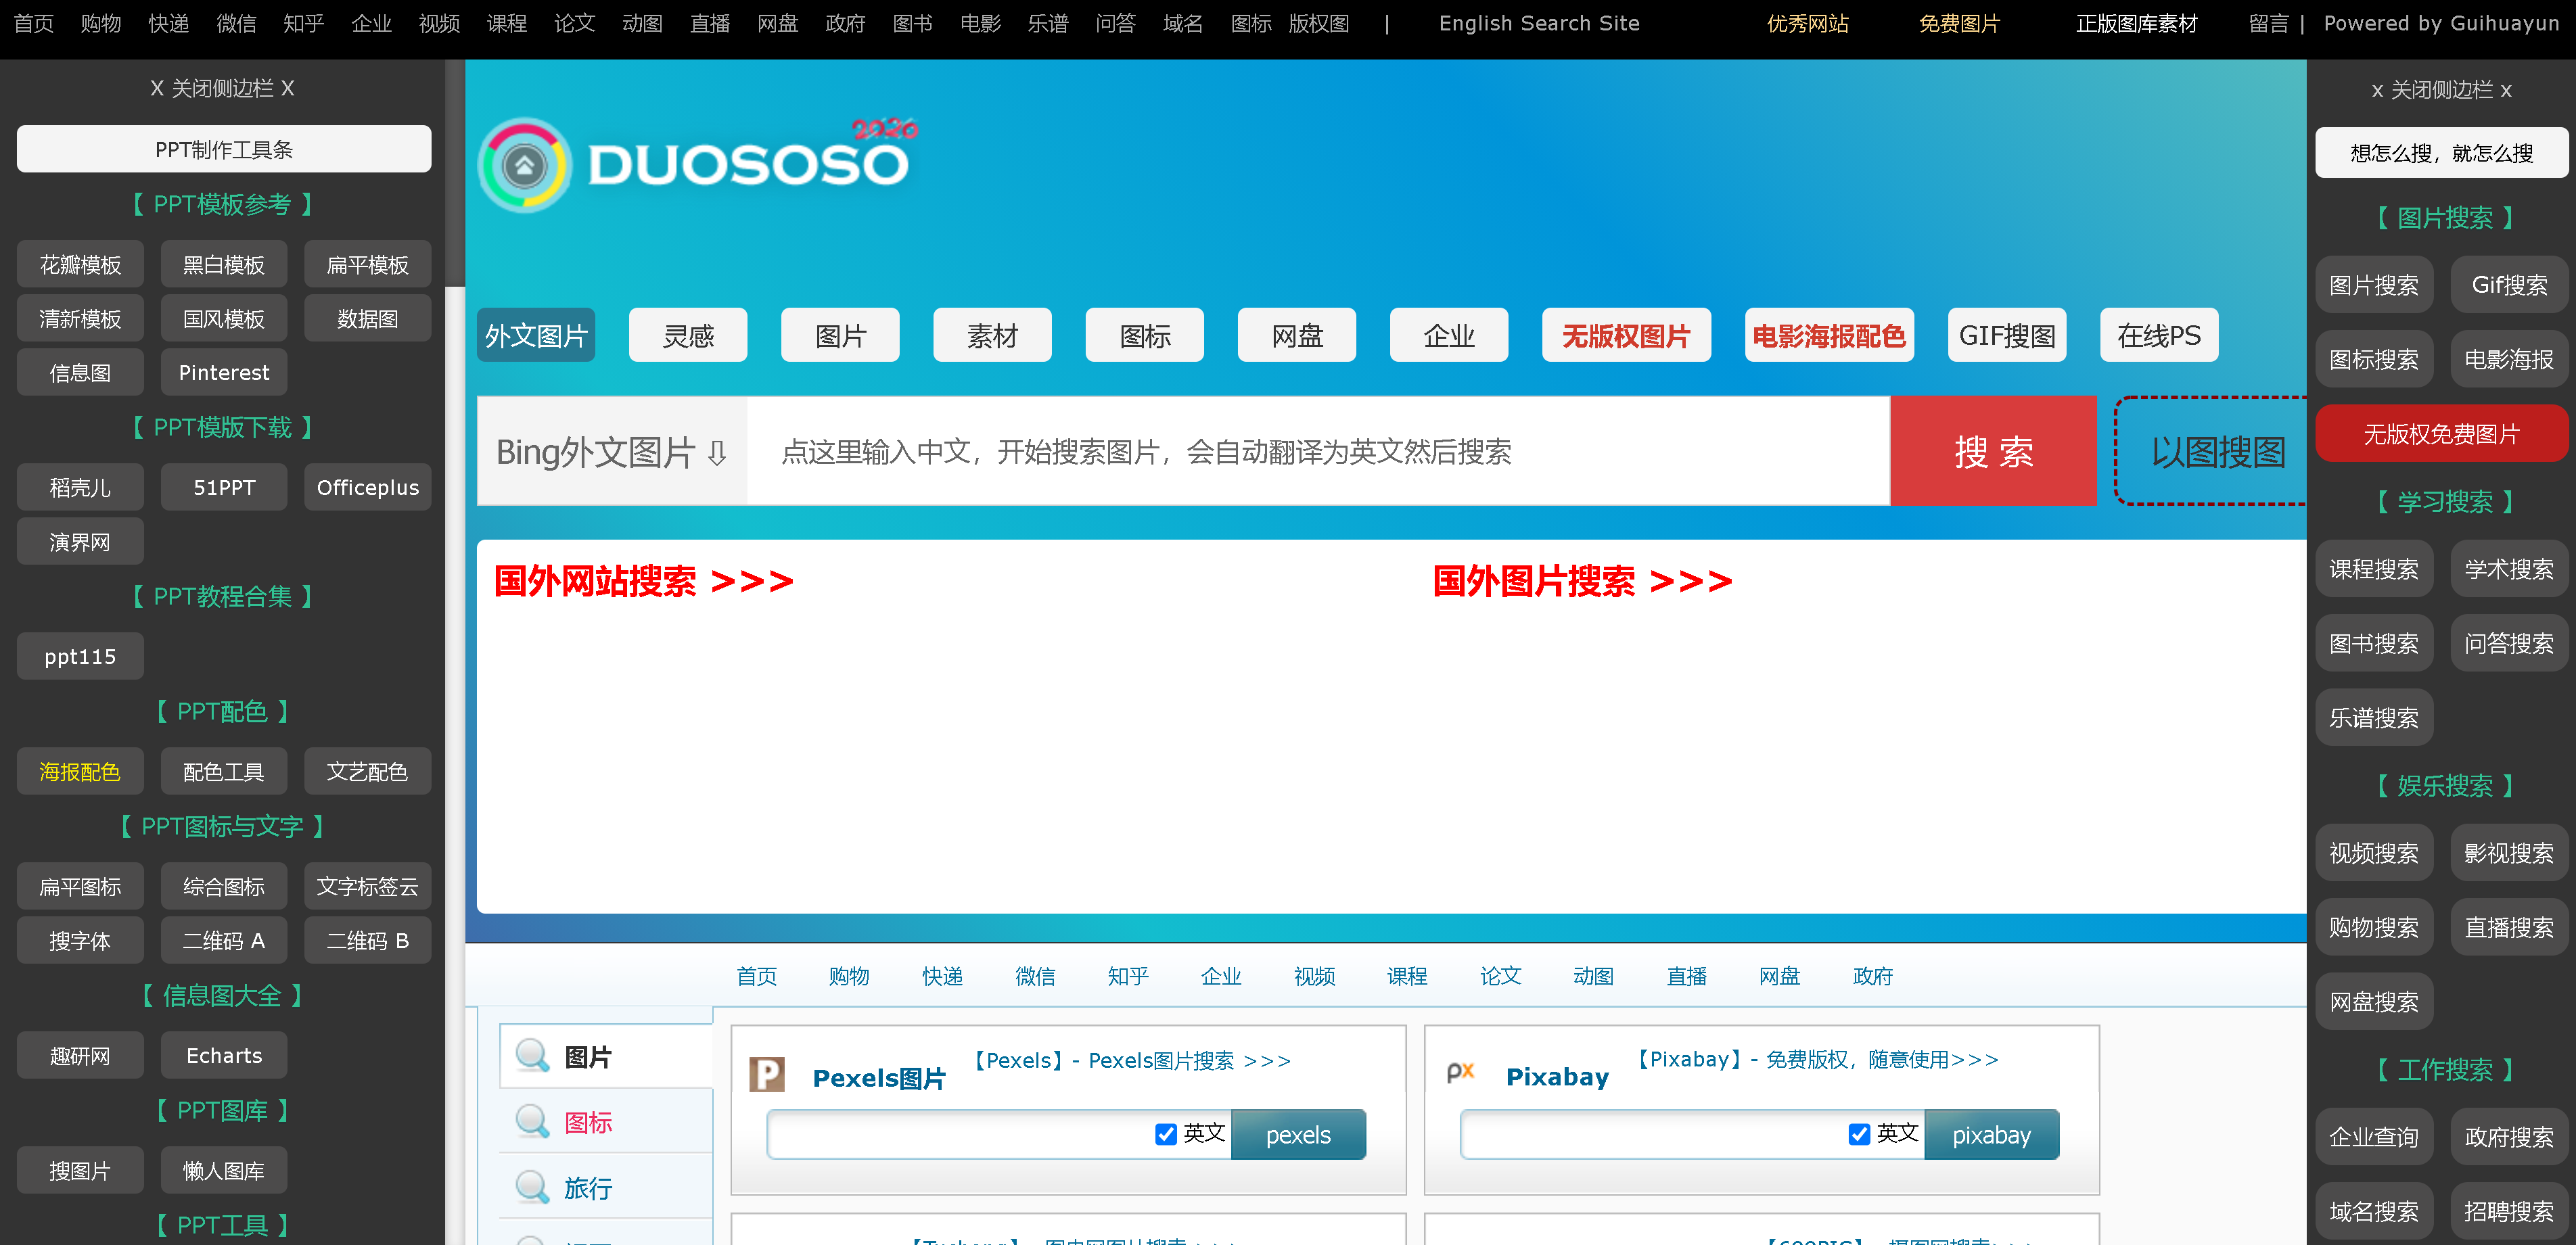 首页 购物 快递 微信 知乎 企业 视频 课程 论文 动图 直播 网盘 政府 图书 电影 乐谱 问答 域名 图标 版权图 | English Search Site 优秀网站 免费图片 正版图库素材 留言 | Powered by Guihuayun
X 关闭侧边栏 X
PPT制作工具条
【 PPT模板参考 】
花瓣模板 黑白模板 扁平模板
清新模板 国风模板 数据图
信息图 Pinterest
【 PPT模版下载 】
稻壳儿 51PPT Officeplus
演界网
【 PPT教程合集 】
ppt115
【 PPT配色 】
海报配色 配色工具 文艺配色
【 PPT图标与文字 】
扁平图标 综合图标 文字标签云
搜字体 二维码 A 二维码 B
【 信息图大全 】
趣研网 Echarts
【 PPT图库 】
搜图片 懒人图库
【 PPT工具 】
DUOSOSO 2020
外文图片 灵感 图片 素材 图标 网盘 企业 无版权图片 电影海报配色 GIF搜图 在线PS
Bing外文图片 ⇩ 点这里输入中文，开始搜索图片，会自动翻译为英文然后搜索 搜 索 以图搜图
国外网站搜索 >>> 国外图片搜索 >>>
首页 购物 快递 微信 知乎 企业 视频 课程 论文 动图 直播 网盘 政府
图片
图标
旅行
P Pexels图片 【Pexels】- Pexels图片搜索 >>>
英文 pexels
px Pixabay 【Pixabay】- 免费版权，随意使用>>>
英文 pixabay
x 关闭侧边栏 x
想怎么搜，就怎么搜
【 图片搜索 】
图片搜索 Gif搜索
图标搜索 电影海报
无版权免费图片
【 学习搜索 】
课程搜索 学术搜索
图书搜索 问答搜索
乐谱搜索
【 娱乐搜索 】
视频搜索 影视搜索
购物搜索 直播搜索
网盘搜索
【 工作搜索 】
企业查询 政府搜索
域名搜索 招聘搜索